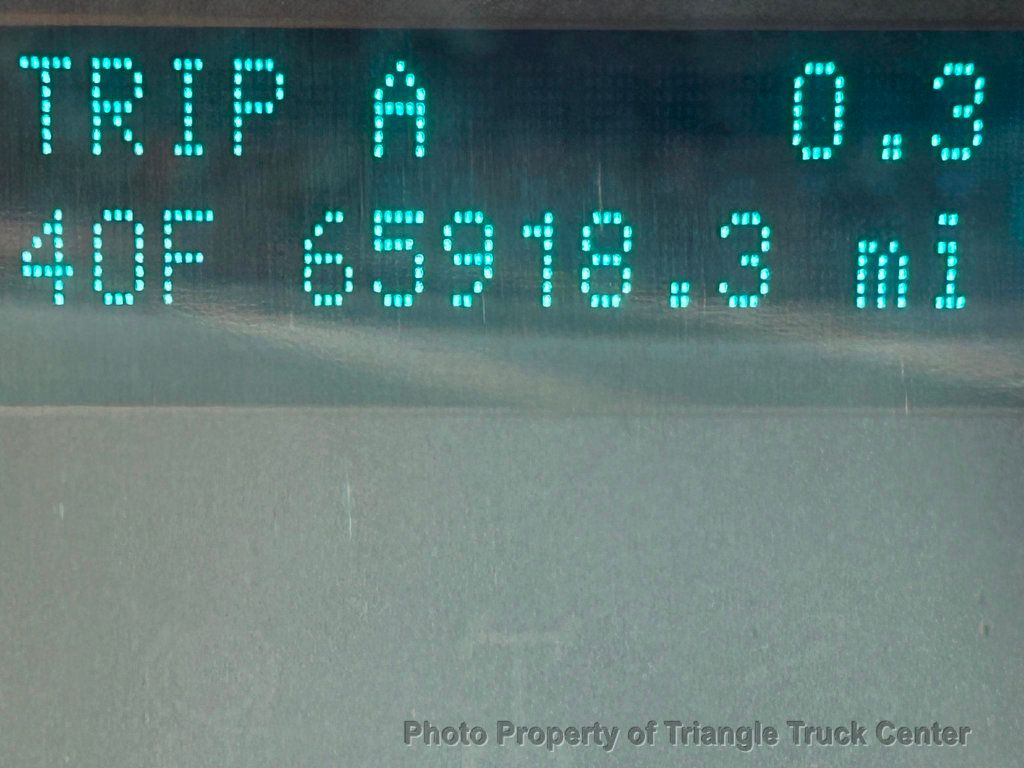 TRIP A 0.3
40F 65918.3 mi
Photo Property of Triangle Truck Center